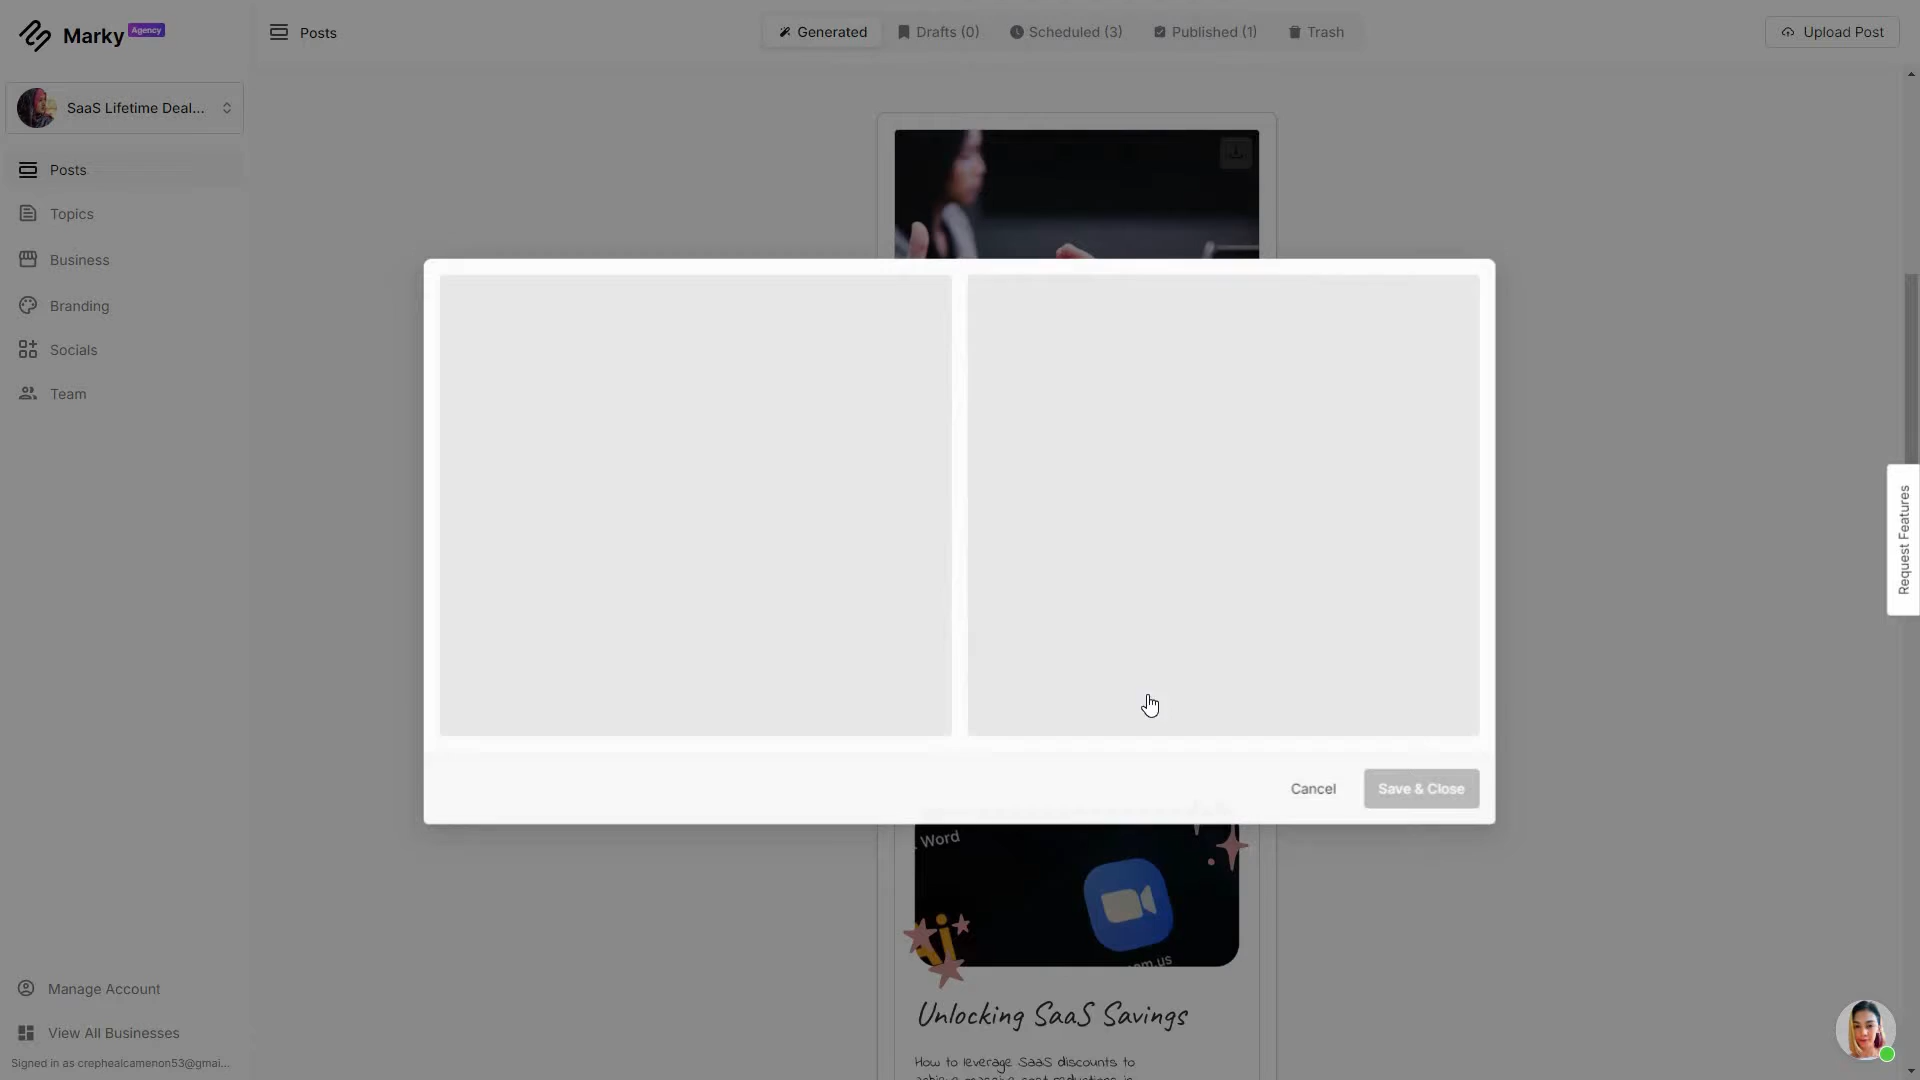 Marky Agency
Posts
Generated
Drafts (0)
Scheduled (3)
Published (1)
Trash
Upload Post
SaaS Lifetime Deal...
Posts
Topics
Business
Branding
Socials
Team
Request Features
Cancel
Save & Close
. Word
om.us
Unlocking SaaS Savings
How to leverage SaaS discounts to
Manage Account
View All Businesses
Signed in as crephealcamenon53@gmai...